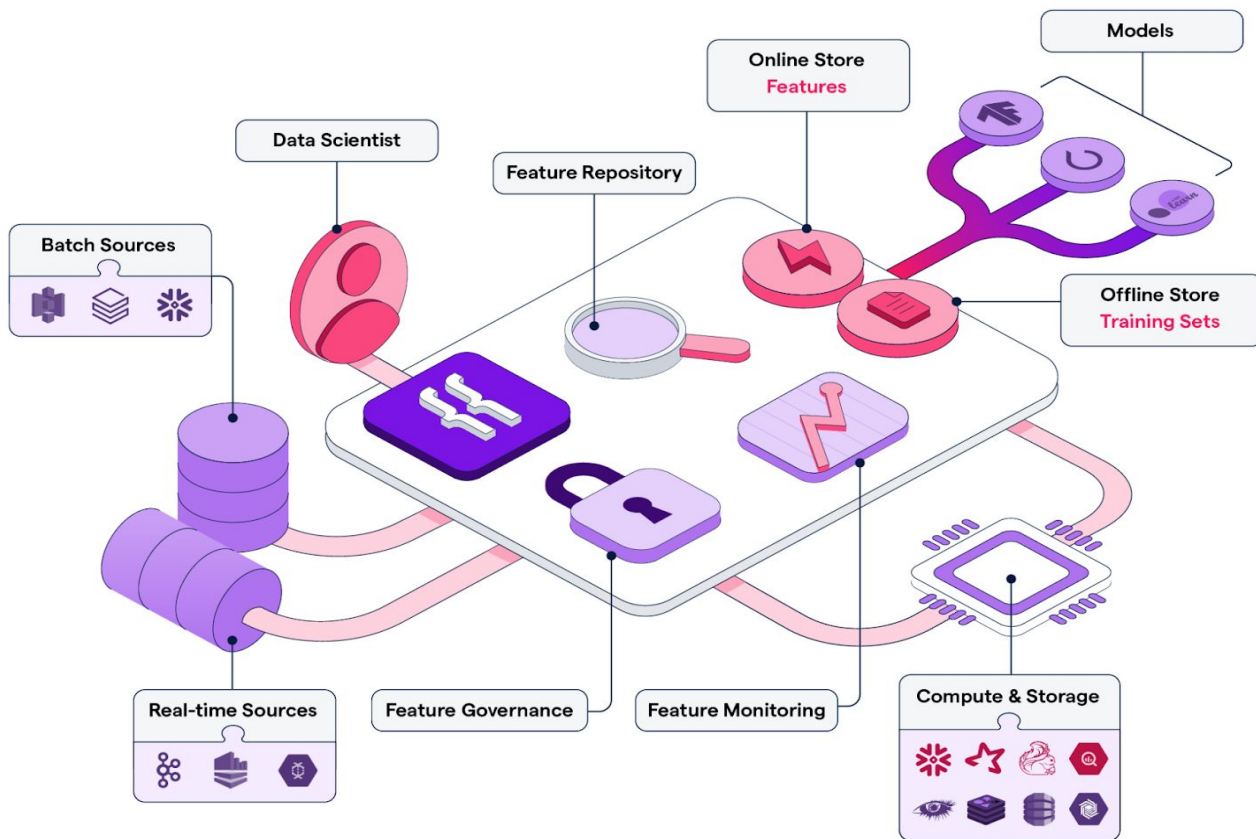 Models
Online Store
Features
Data Scientist
Feature Repository
Batch Sources
Offline Store
Training Sets
Real-time Sources
Feature Governance
Feature Monitoring
Compute & Storage
learn